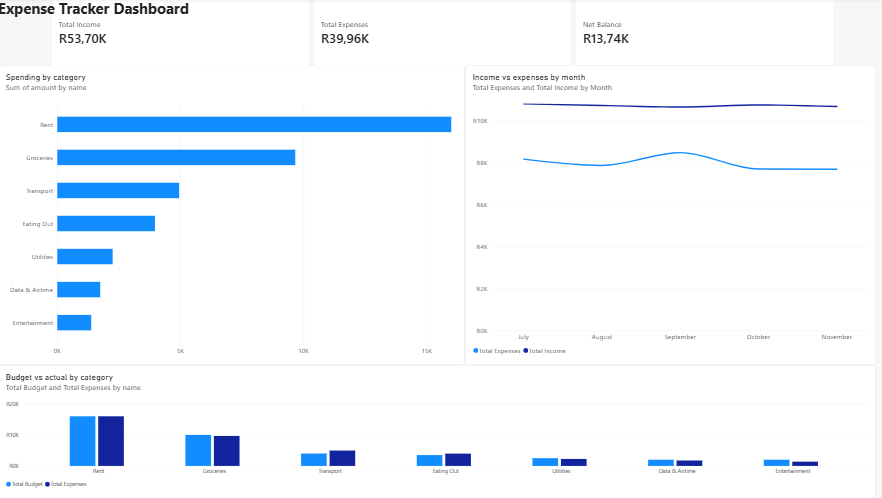 Expense Tracker Dashboard
Total Income
R53,70K
Total Expenses
R39,96K
Net Balance
R13,74K
Spending by category
Sum of amount by name
Rent
Groceries
Transport
Eating Out
Utilities
Data & Airtime
Entertainment
0K
5K
10K
15K
Income vs expenses by month
Total Expenses and Total Income by Month
R10K
R8K
R6K
R4K
R2K
R0K
July
August
September
October
November
Total Expenses
Total Income
Budget vs actual by category
Total Budget and Total Expenses by name
R20K
R10K
R0K
Rent
Groceries
Transport
Eating Out
Utilities
Data & Airtime
Entertainment
Total Budget
Total Expenses